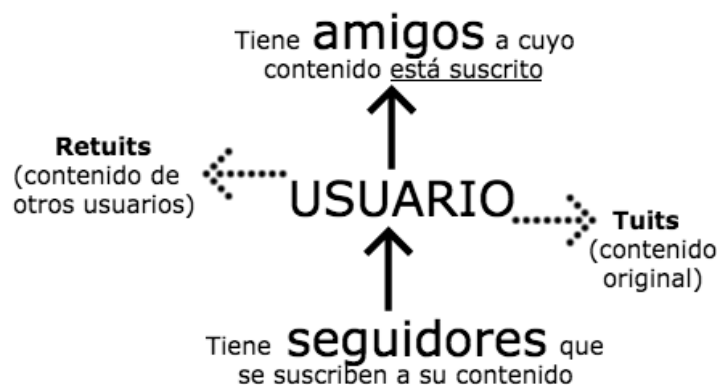 Tiene amigos a cuyo
contenido está suscrito
Retuits
(contenido de
otros usuarios)
USUARIO
Tuits
(contenido
original)
Tiene seguidores que
se suscriben a su contenido